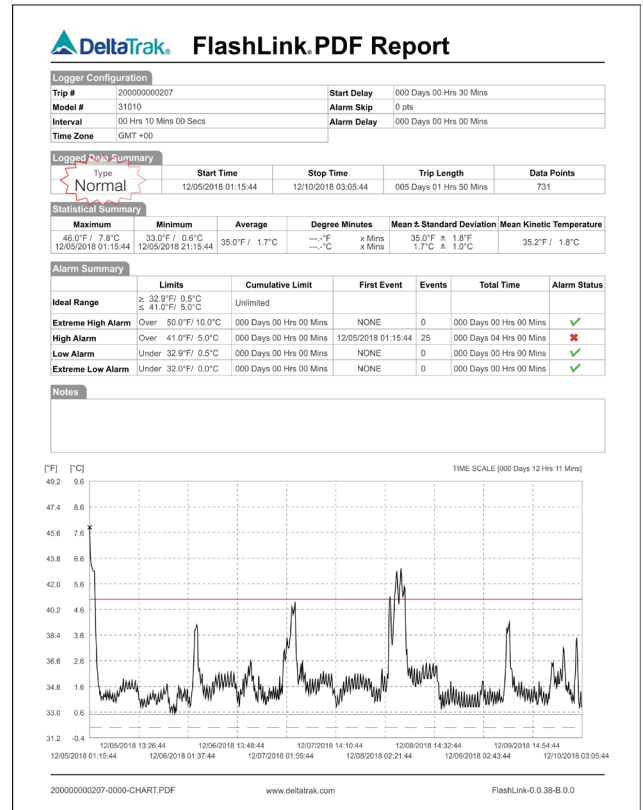 DELTATRAK® FlashLink® PDF Report
Logger Configuration
Trip # 200000000207 Start Delay 000 Days 00 Hrs 30 Mins
Model # 31010 Alarm Skip 0 pts
Interval 00 Hrs 10 Mins 00 Secs Alarm Delay 000 Days 00 Hrs 00 Mins
Time Zone GMT +00
Logged Data Summary
Type Start Time Stop Time Trip Length Data Points
Normal 12/05/2018 01:15:44 12/10/2018 03:05:44 005 Days 01 Hrs 50 Mins 731
Statistical Summary
Maximum Minimum Average Degree Minutes Mean ± Standard Deviation Mean Kinetic Temperature
46.0°F / 7.8°C 33.0°F / 0.6°C 35.0°F / 1.7°C ---.-°F x Mins 35.0°F ± 1.8°F 35.2°F / 1.8°C
12/05/2018 01:15:44 12/05/2018 21:15:44 ---.-°C x Mins 1.7°C ± 1.0°C
Alarm Summary
Limits Cumulative Limit First Event Events Total Time Alarm Status
Ideal Range ≥ 32.9°F/ 0.5°C Unlimited
≤ 41.0°F/ 5.0°C
Extreme High Alarm Over 50.0°F/ 10.0°C 000 Days 00 Hrs 00 Mins NONE 0 000 Days 00 Hrs 00 Mins ✔
High Alarm Over 41.0°F/ 5.0°C 000 Days 00 Hrs 00 Mins 12/05/2018 01:15:44 25 000 Days 04 Hrs 00 Mins ✖
Low Alarm Under 32.9°F/ 0.5°C 000 Days 00 Hrs 00 Mins NONE 0 000 Days 00 Hrs 00 Mins ✔
Extreme Low Alarm Under 32.0°F/ 0.0°C 000 Days 00 Hrs 00 Mins NONE 0 000 Days 00 Hrs 00 Mins ✔
Notes
[°F] [°C] TIME SCALE [000 Days 12 Hrs 11 Mins]
49.2 9.6
47.4 8.6
45.6 7.6
43.8 6.6
42.0 5.6
40.2 4.6
38.4 3.6
36.6 2.6
34.8 1.6
33.0 0.6
31.2 -0.4
12/05/2018 13:26:44 12/06/2018 13:48:44 12/07/2018 14:10:44 12/08/2018 14:32:44 12/09/2018 14:54:44
12/05/2018 01:15:44 12/06/2018 01:37:44 12/07/2018 01:59:44 12/08/2018 02:21:44 12/09/2018 02:43:44 12/10/2018 03:05:44
200000000207-0000-CHART.PDF www.deltatrak.com FlashLink-0.0.38-B.0.0